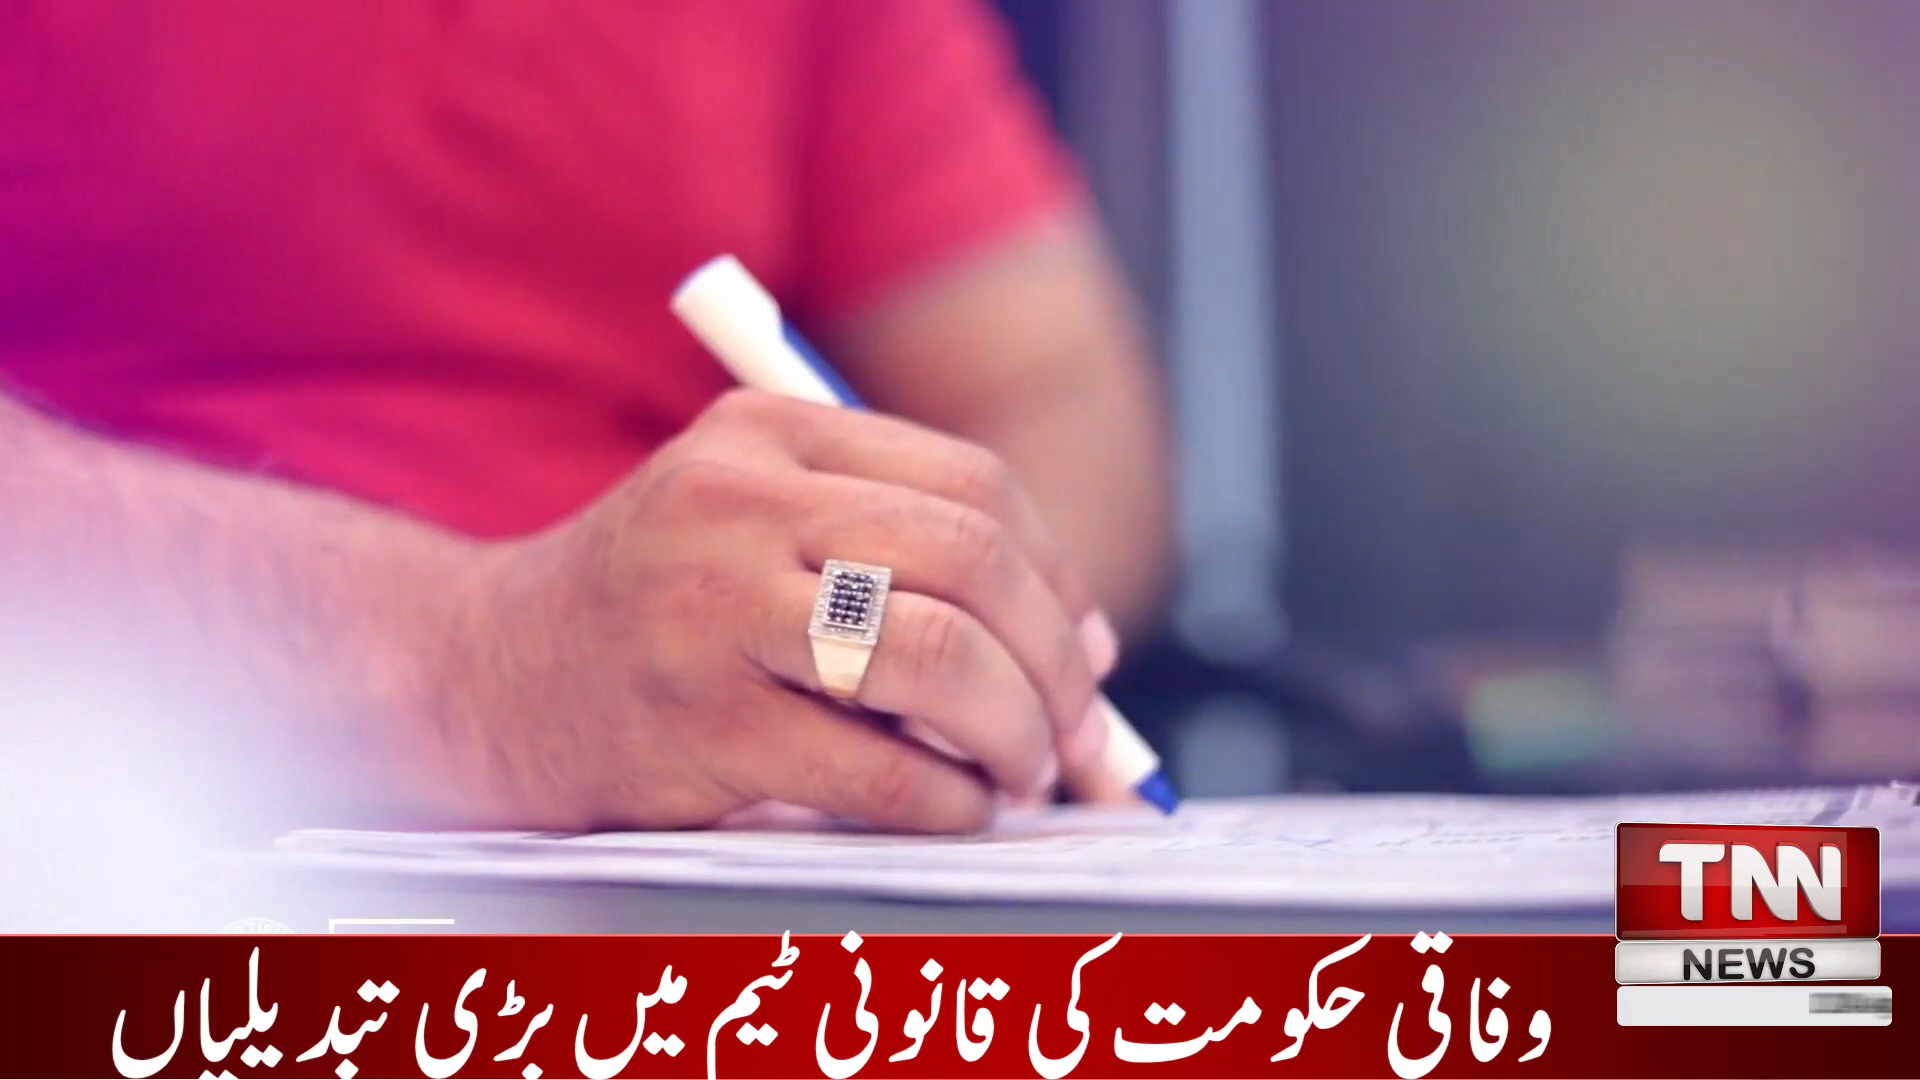 TNN
NEWS
وفاقی حکومت کی قانونی ٹیم میں بڑی تبدیلیاں